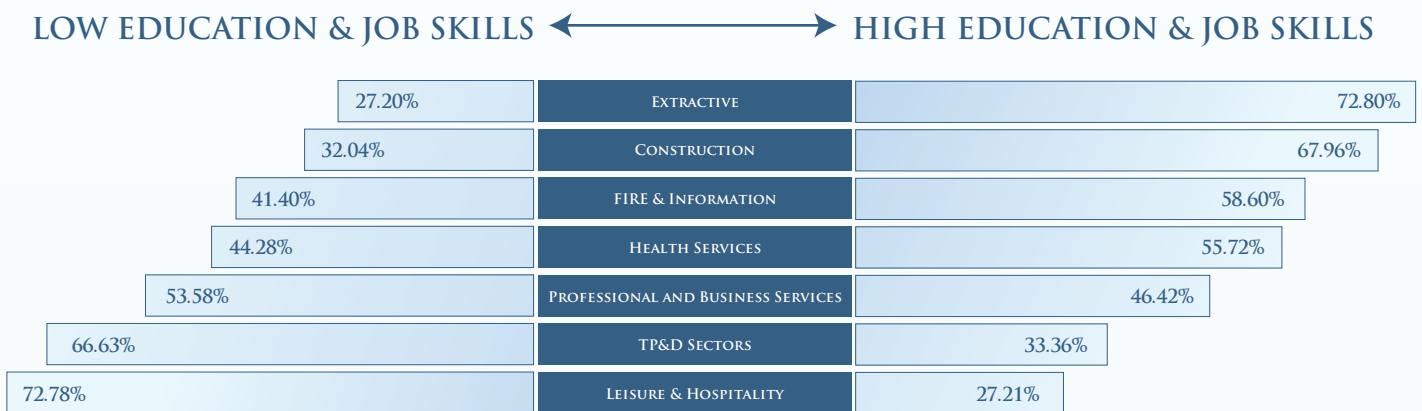 LOW EDUCATION & JOB SKILLS HIGH EDUCATION & JOB SKILLS
27.20% EXTRACTIVE 72.80%
32.04% CONSTRUCTION 67.96%
41.40% FIRE & INFORMATION 58.60%
44.28% HEALTH SERVICES 55.72%
53.58% PROFESSIONAL AND BUSINESS SERVICES 46.42%
66.63% TP&D SECTORS 33.36%
72.78% LEISURE & HOSPITALITY 27.21%